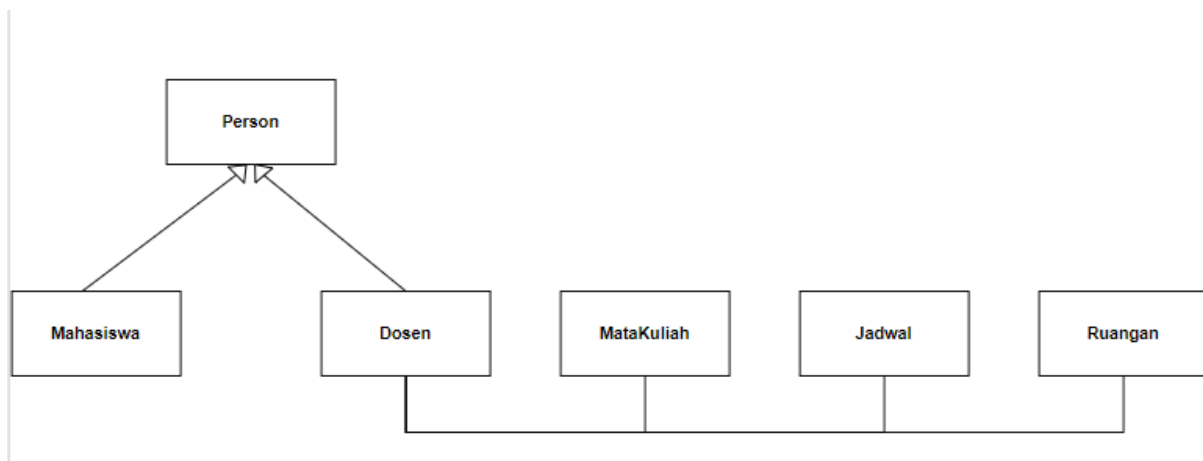 Person
Mahasiswa
Dosen
MataKuliah
Jadwal
Ruangan